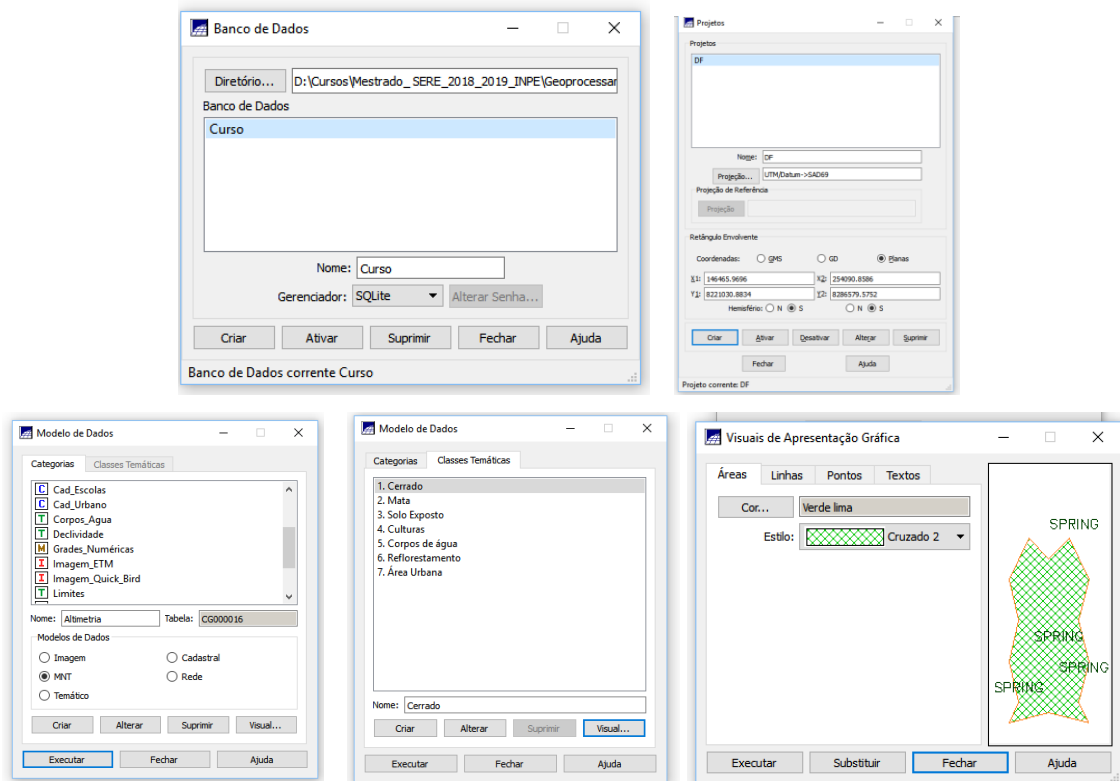 Banco de Dados
Diretório... D:\Cursos\Mestrado_ SERE_2018_2019_INPE\Geoprocessar
Banco de Dados
Curso
Nome: Curso
Gerenciador: SQLite Alterar Senha...
Criar Ativar Suprimir Fechar Ajuda
Banco de Dados corrente Curso
Projetos
Projetos
DF
Nome: DF
Projeção... UTM/Datum->SAD69
Projeção de Referência
Projeção
Retângulo Envolvente
Coordenadas: GMS GD Planas
X1: 146465.9696 X2: 254090.8586
Y1: 8221030.8834 Y2: 8286579.5752
Hemisfério: N S N S
Criar Ativar Desativar Alterar Suprimir
Fechar Ajuda
Projeto corrente: DF
Modelo de Dados
Categorias Classes Temáticas
C Cad_Escolas
C Cad_Urbano
T Corpos_Agua
T Declividade
M Grades_Numéricas
I Imagem_ETM
I Imagem_Quick_Bird
T Limites
Nome: Altimetria Tabela: CG000016
Modelos de Dados
Imagem Cadastral
MNT Rede
Temático
Criar Alterar Suprimir Visual...
Executar Fechar Ajuda
Modelo de Dados
Categorias Classes Temáticas
1. Cerrado
2. Mata
3. Solo Exposto
4. Culturas
5. Corpos de água
6. Reflorestamento
7. Área Urbana
Nome: Cerrado
Criar Alterar Suprimir Visual...
Executar Fechar Ajuda
Visuais de Apresentação Gráfica
Áreas Linhas Pontos Textos
Cor... Verde lima
Estilo: Cruzado 2
SPRING
SPRING
SPRING
SPRING
Executar Substituir Fechar Ajuda